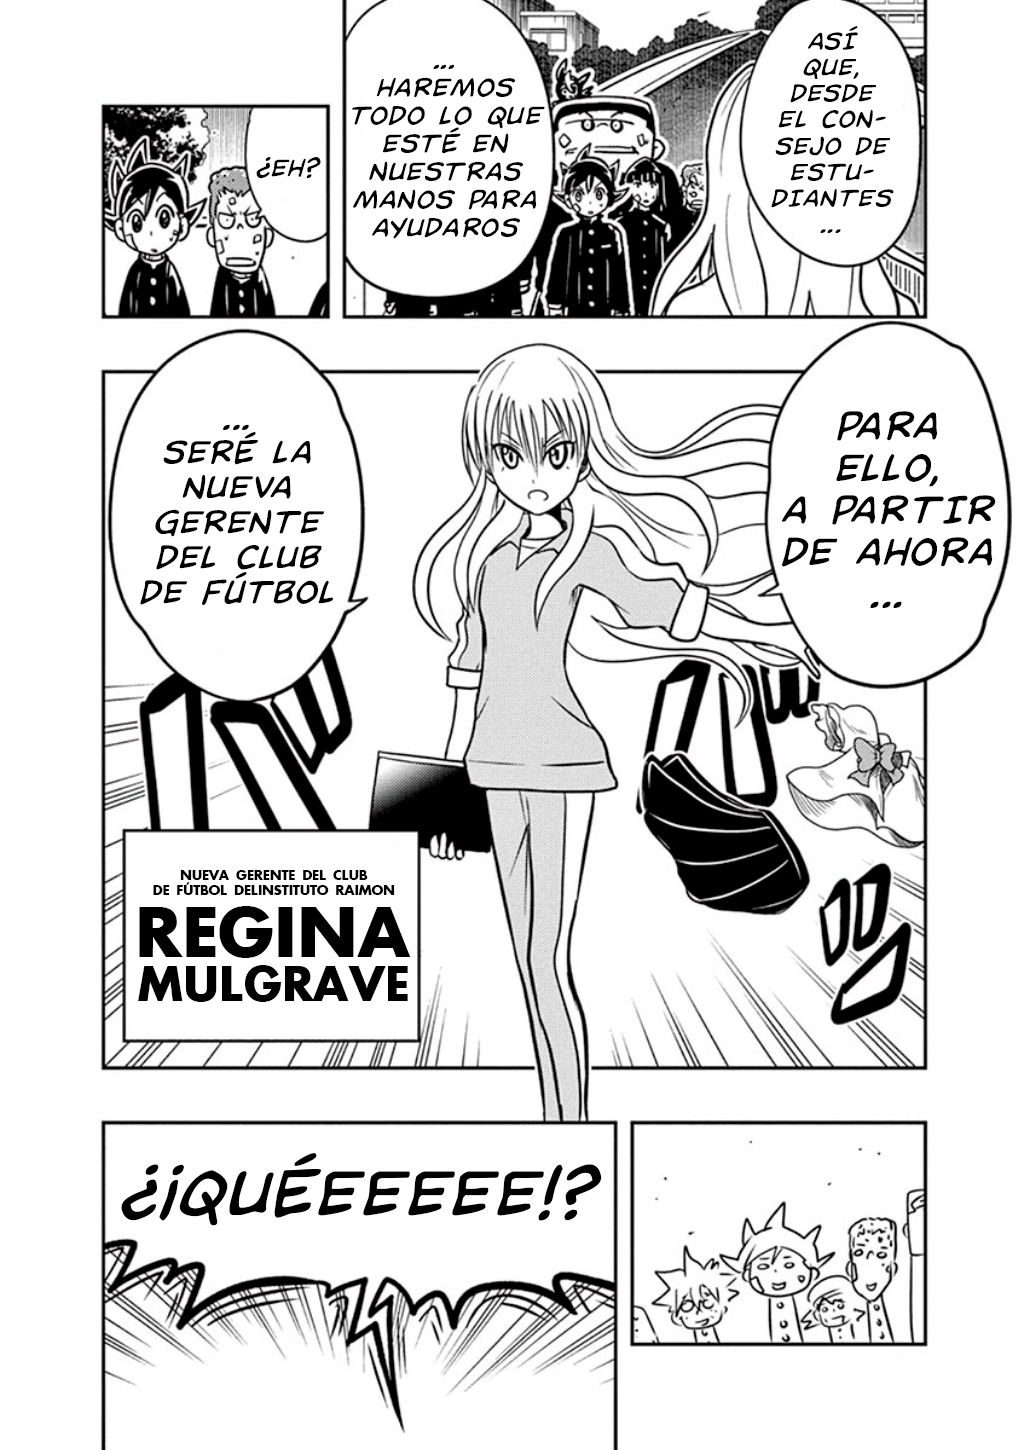 ASÍ
QUE,
DESDE
EL CON-
SEJO DE
ESTU-
DIANTES
...
...
HAREMOS
TODO LO QUE
ESTÉ EN
NUESTRAS
MANOS PARA
AYUDAROS
¿EH?
PARA
ELLO,
A PARTIR
DE AHORA
...
...
SERÉ LA
NUEVA
GERENTE
DEL CLUB
DE FÚTBOL
NUEVA GERENTE DEL CLUB
DE FÚTBOL DELINSTITUTO RAIMON
REGINA
MULGRAVE
¿¡QUÉEEEEEE!?